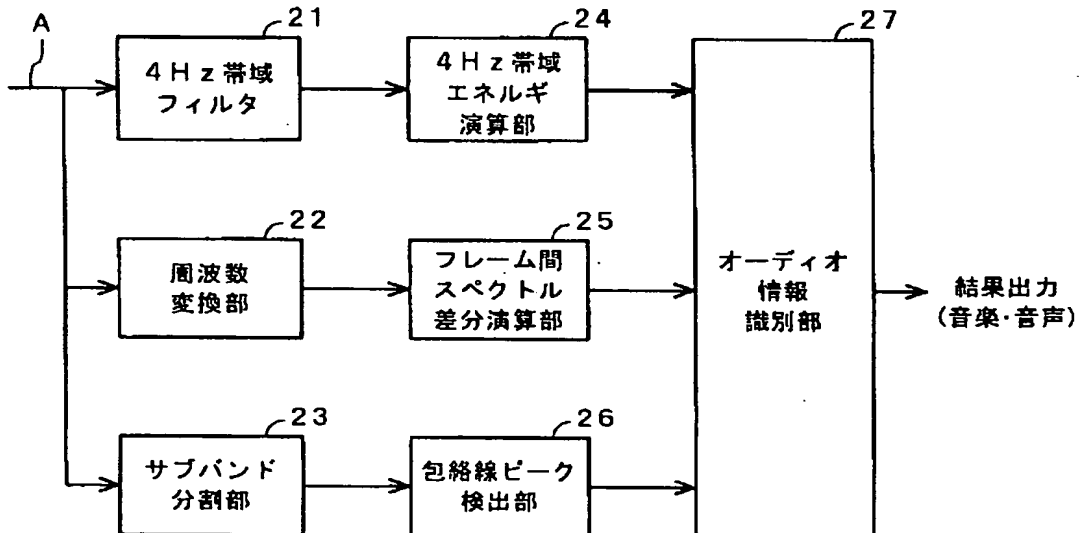 A
21
4Hz帯域
フィルタ
24
4Hz帯域
エネルギ
演算部
27
オーディオ
情報
識別部
22
周波数
変換部
25
フレーム間
スペクトル
差分演算部
結果出力
(音楽・音声)
23
サブバンド
分割部
26
包絡線ピーク
検出部